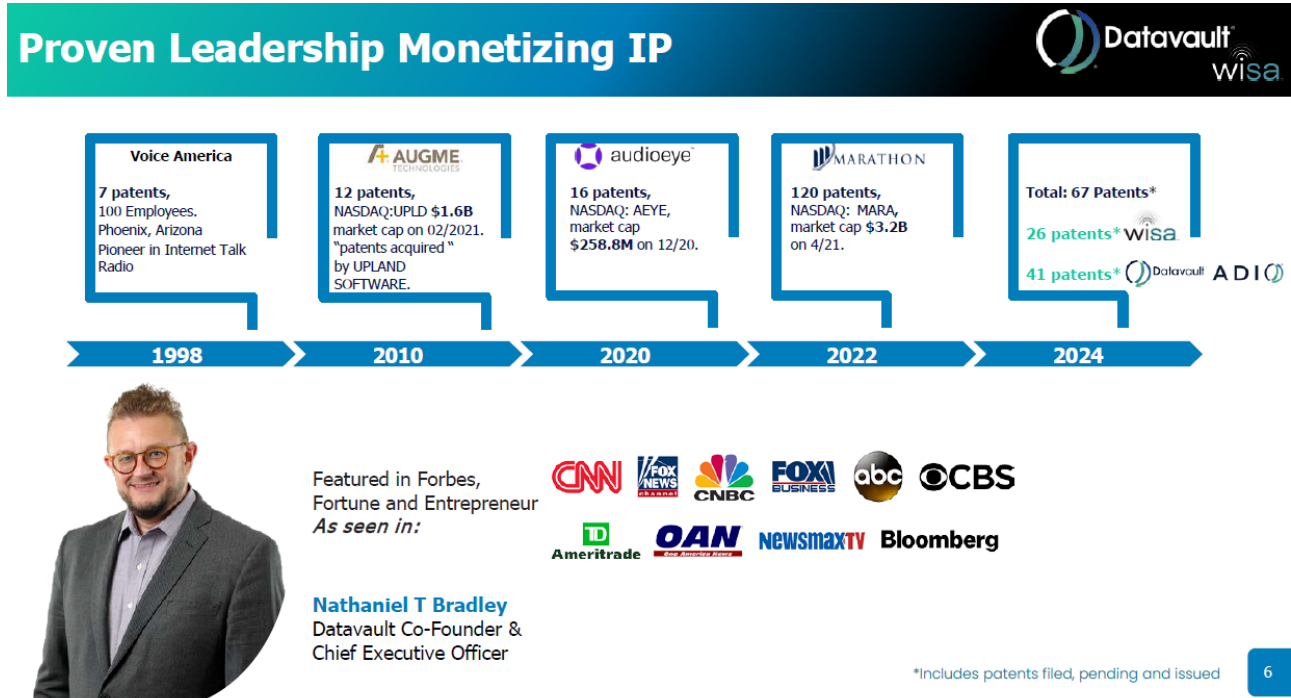 Proven Leadership Monetizing IP
Datavault
wisa
Voice America
7 patents,
100 Employees.
Phoenix, Arizona
Pioneer in Internet Talk
Radio
AUGME
TECHNOLOGIES
12 patents,
NASDAQ:UPLD $1.6B
market cap on 02/2021.
“patents acquired “
by UPLAND
SOFTWARE.
audioeye
16 patents,
NASDAQ: AEYE,
market cap
$258.8M on 12/20.
MARATHON
120 patents,
NASDAQ: MARA,
market cap $3.2B
on 4/21.
Total: 67 Patents*
26 patents* wisa
41 patents* Datavault ADIO
1998
2010
2020
2022
2024
Featured in Forbes,
Fortune and Entrepreneur
As seen in:
CNN
FOX
NEWS
channel
CNBC
FOX
BUSINESS
abc
CBS
TD
Ameritrade
OAN
One America News
NEWSMAXTV
Bloomberg
Nathaniel T Bradley
Datavault Co-Founder &
Chief Executive Officer
*Includes patents filed, pending and issued
6